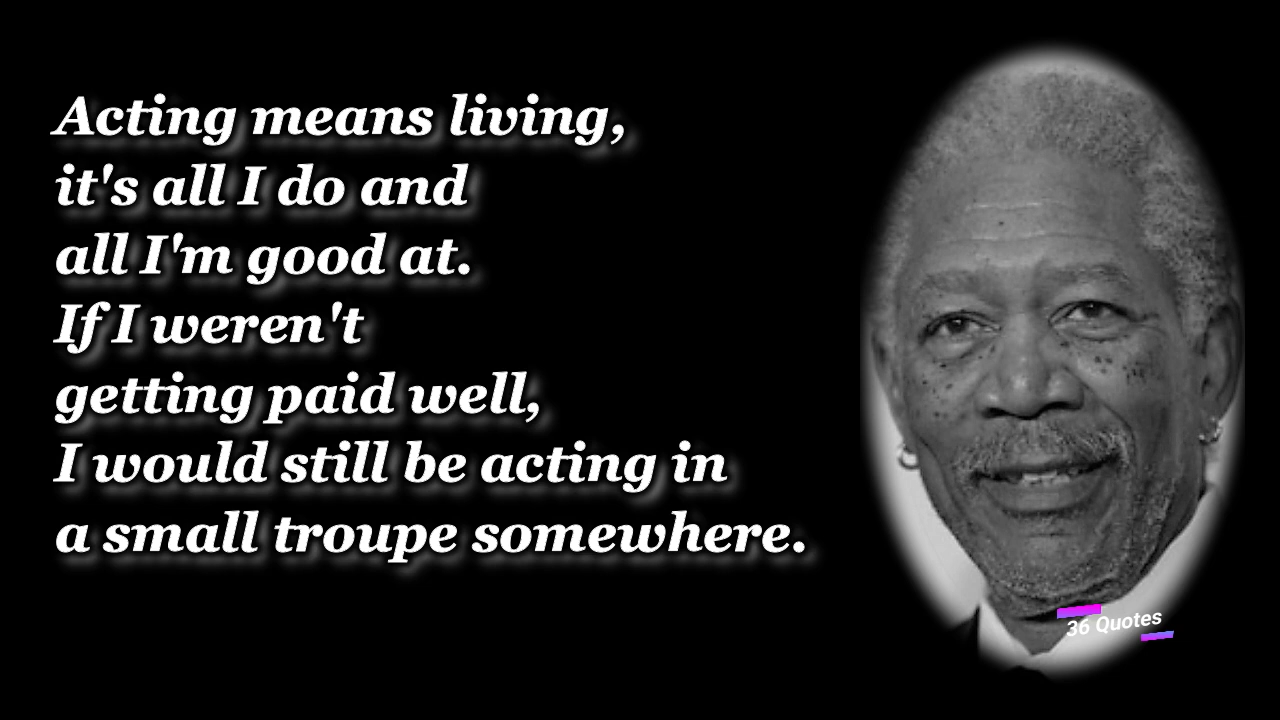 Acting means living,
it's all I do and
all I'm good at.
If I weren't
getting paid well,
I would still be acting in
a small troupe somewhere.
36 Quotes